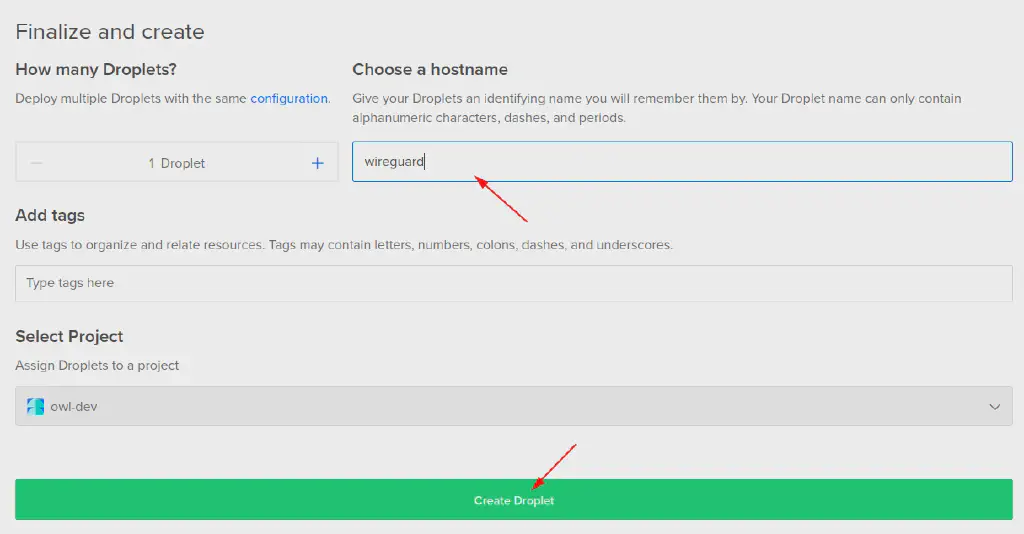 Finalize and create
How many Droplets?
Deploy multiple Droplets with the same configuration.
1 Droplet
Choose a hostname
Give your Droplets an identifying name you will remember them by. Your Droplet name can only contain
alphanumeric characters, dashes, and periods.
wireguard
Add tags
Use tags to organize and relate resources. Tags may contain letters, numbers, colons, dashes, and underscores.
Type tags here
Select Project
Assign Droplets to a project
owl-dev
Create Droplet